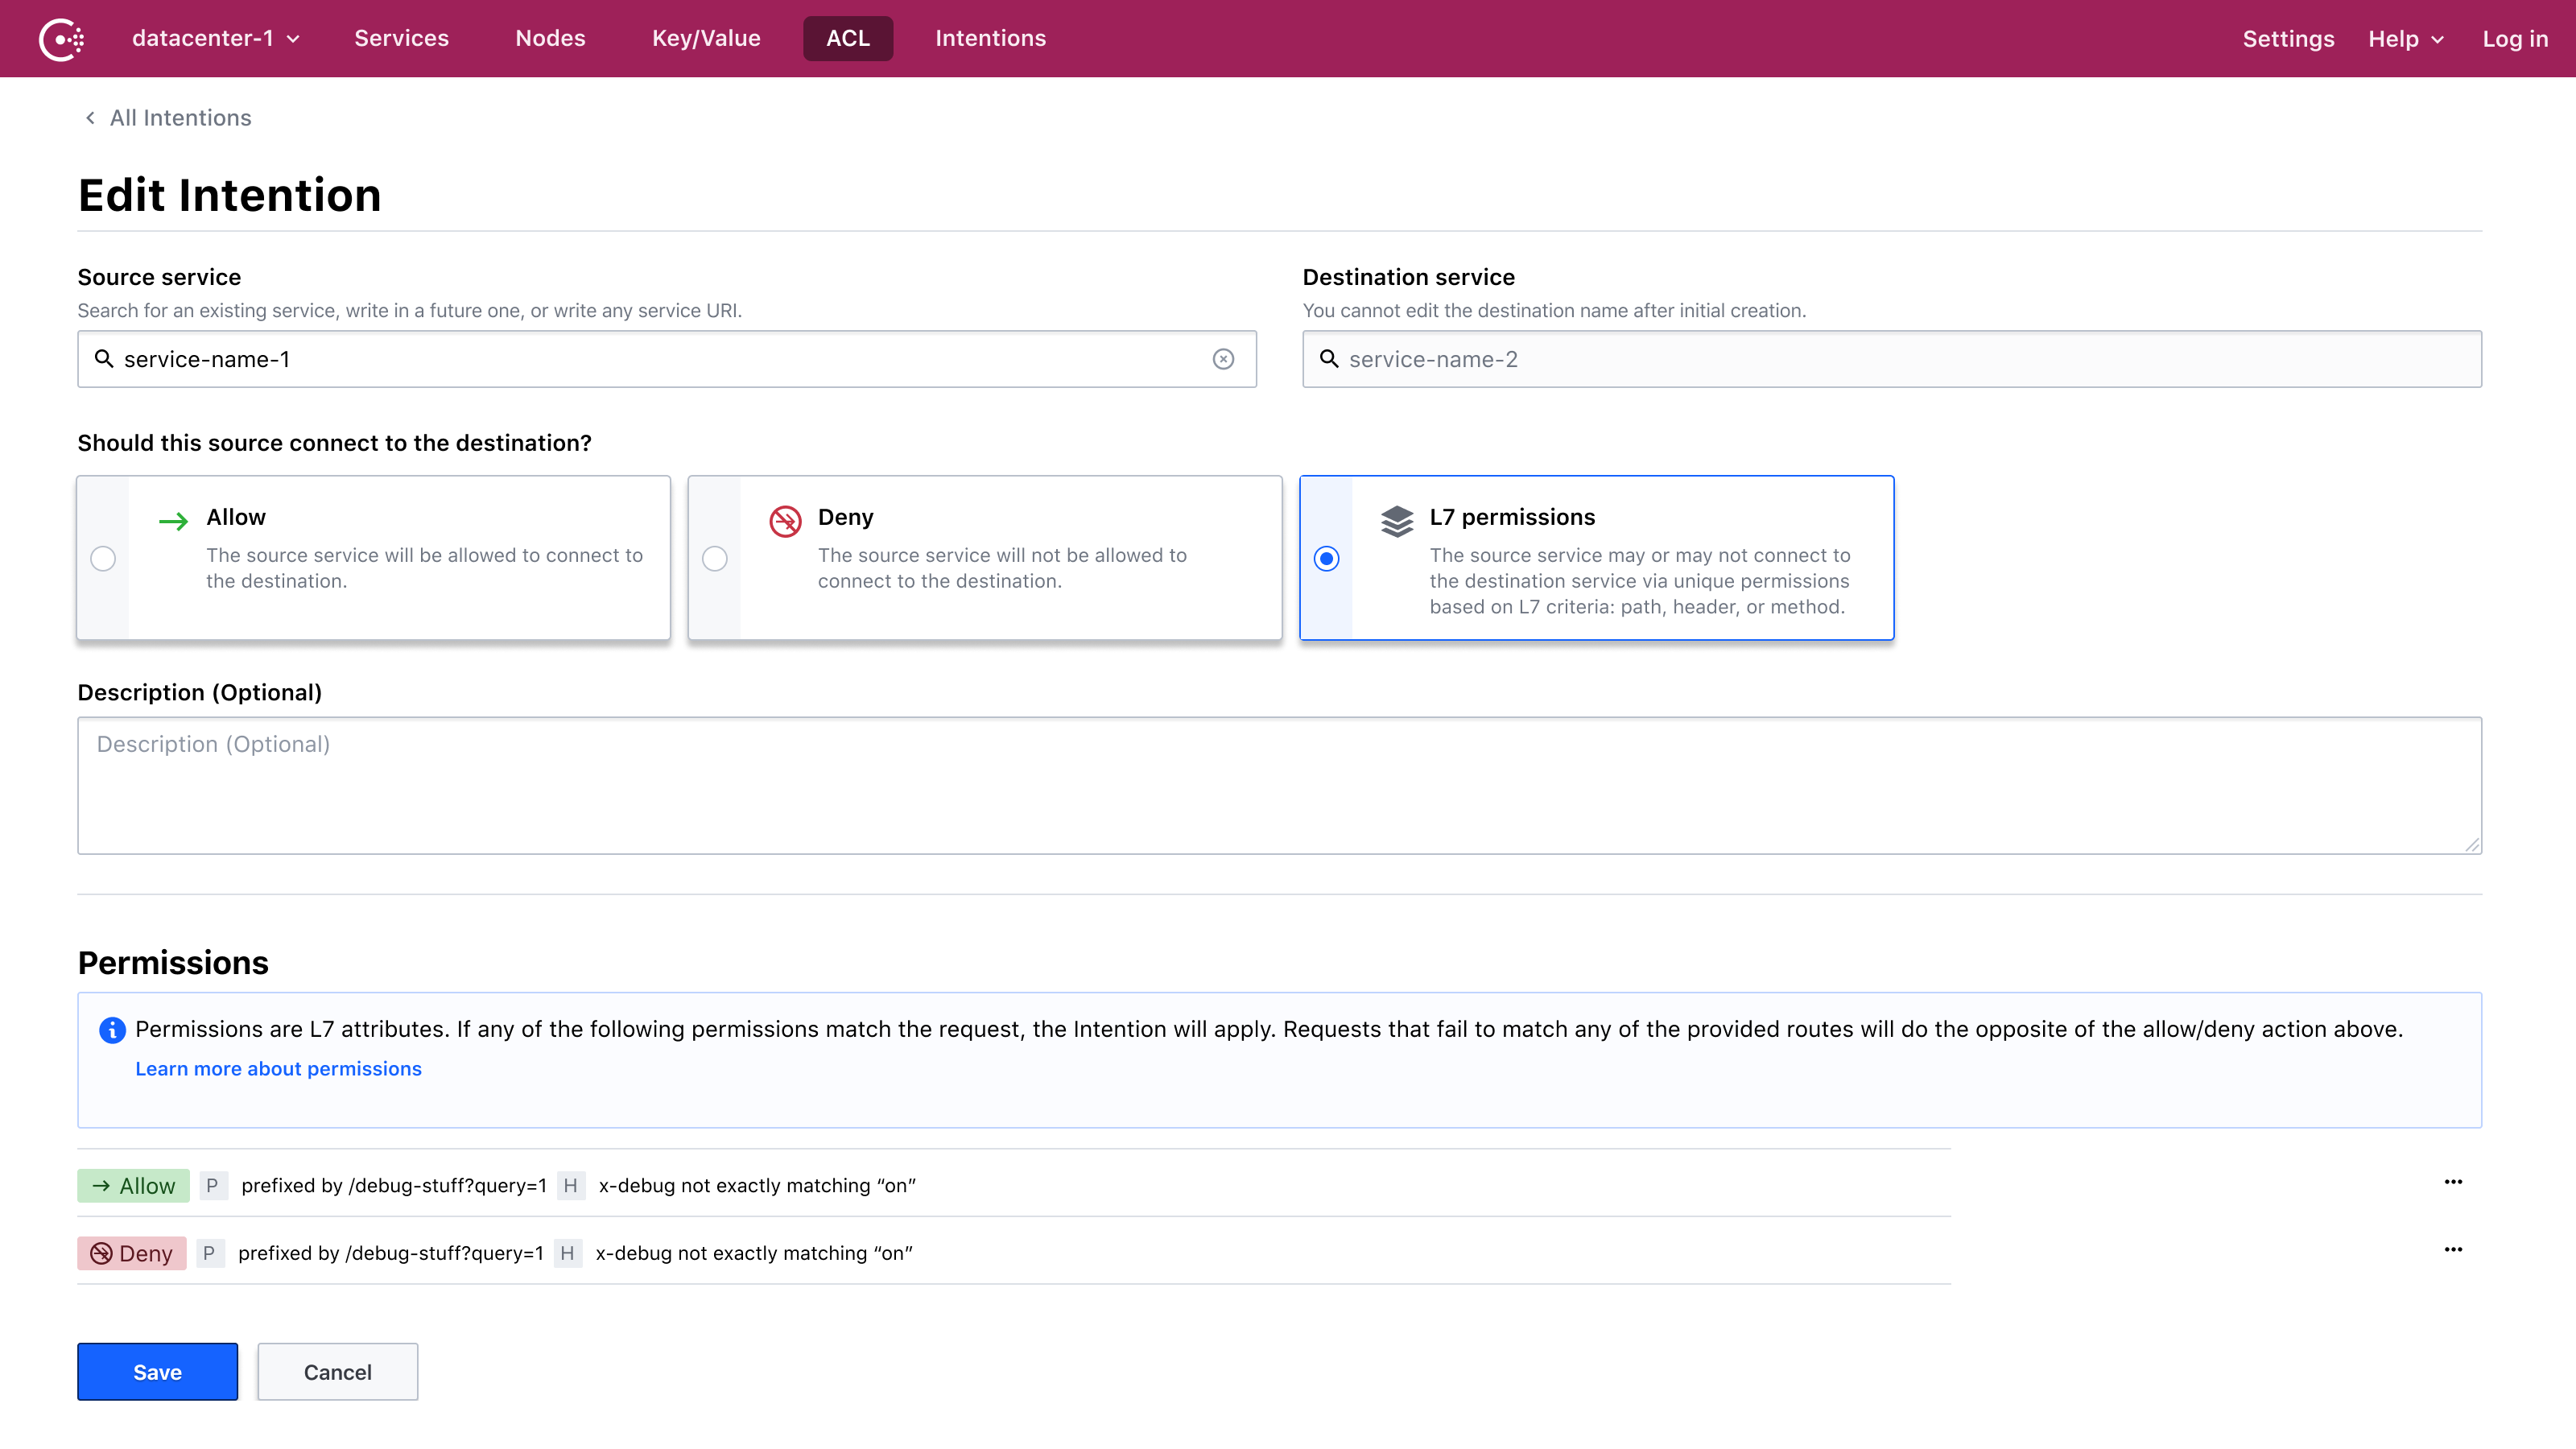 datacenter-1 Services Nodes Key/Value ACL Intentions Settings Help Log in
All Intentions
Edit Intention
Source service
Search for an existing service, write in a future one, or write any service URI.
service-name-1
Destination service
You cannot edit the destination name after initial creation.
service-name-2
Should this source connect to the destination?
Allow
The source service will be allowed to connect to
the destination.
Deny
The source service will not be allowed to
connect to the destination.
L7 permissions
The source service may or may not connect to
the destination service via unique permissions
based on L7 criteria: path, header, or method.
Description (Optional)
Description (Optional)
Permissions
Permissions are L7 attributes. If any of the following permissions match the request, the Intention will apply. Requests that fail to match any of the provided routes will do the opposite of the allow/deny action above.
Learn more about permissions
Allow P prefixed by /debug-stuff?query=1 H x-debug not exactly matching “on”
Deny P prefixed by /debug-stuff?query=1 H x-debug not exactly matching “on”
Save Cancel